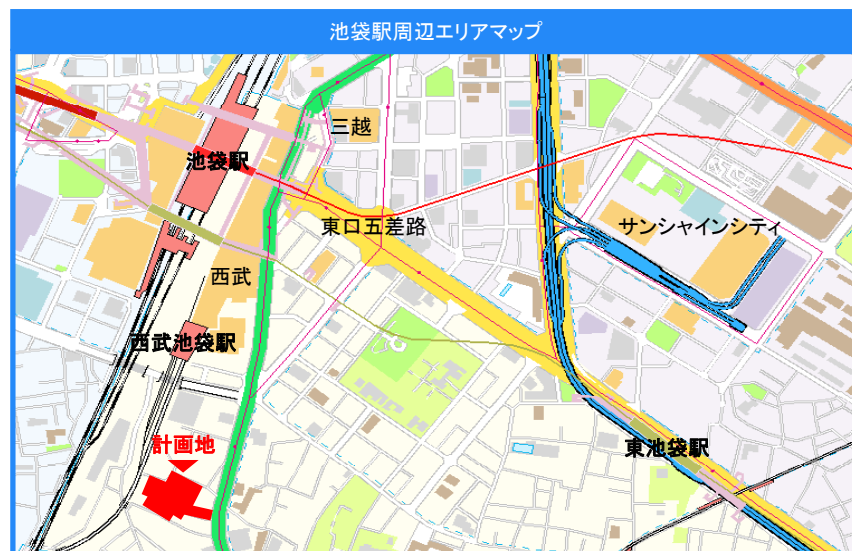 池袋駅周辺エリアマップ
三越
池袋駅
東口五差路
サンシャインシティ
西武
西武池袋駅
計画地
東池袋駅